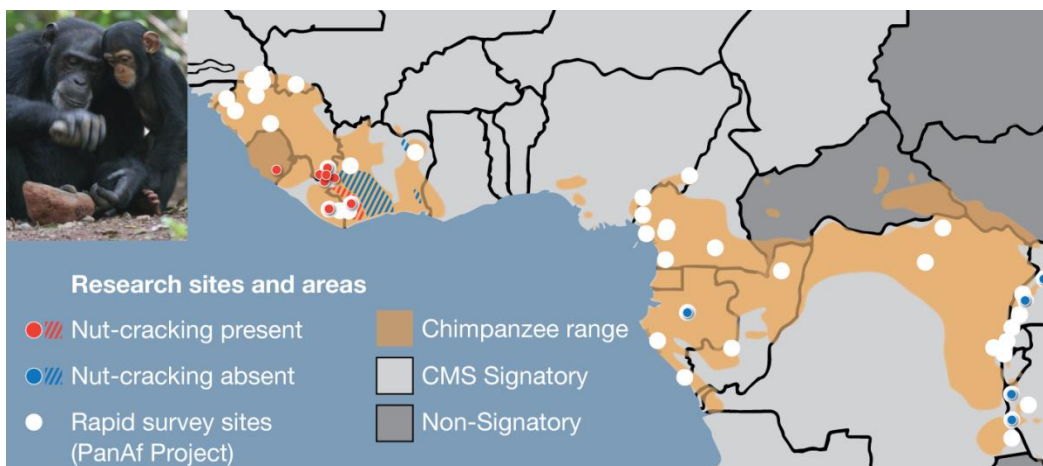 Research sites and areas
Nut-cracking present
Nut-cracking absent
Rapid survey sites
(PanAf Project)
Chimpanzee range
CMS Signatory
Non-Signatory